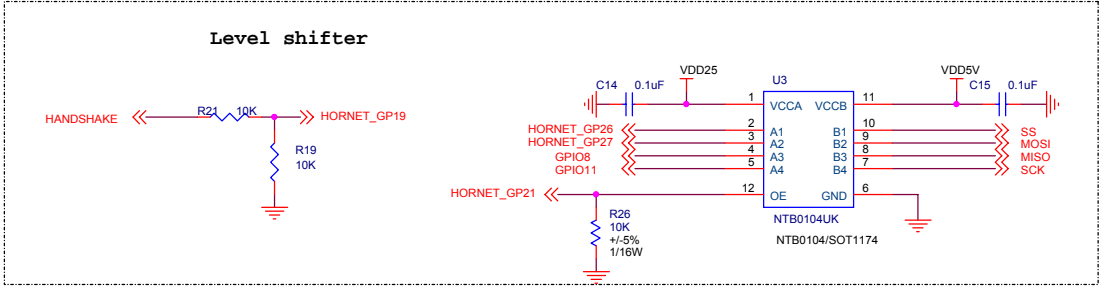 Level shifter
HANDSHAKE
R21
10K
HORNET_GP19
R19
10K
C14
0.1uF
VDD25
U3
VDD5V
C15
0.1uF
1
VCCA
VCCB
11
HORNET_GP26
2
A1
B1
10
SS
HORNET_GP27
3
A2
B2
9
MOSI
GPIO8
4
A3
B3
8
MISO
GPIO11
5
A4
B4
7
SCK
HORNET_GP21
12
OE
GND
6
R26
10K
+/-5%
1/16W
NTB0104UK
NTB0104/SOT1174